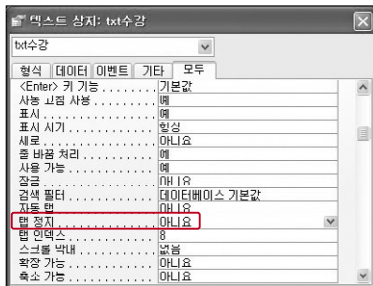 텍스트 상자: txt수강
txt수강
형식 데이터 이벤트 기타 모두
<Enter> 키 기능 . . . . . . . . 기본값
자동 고침 사용 . . . . . . . . 예
표시 . . . . . . . . 예
표시 시기 . . . . . . . . 항상
세로 . . . . . . . . 아니요
줄 바꿈 처리 . . . . . . . . 예
사용 가능 . . . . . . . . 예
잠금 . . . . . . . . 아니요
검색 필터 . . . . . . . . 데이터베이스 기본값
자동 탭 . . . . . . . . 아니요
탭 정지 . . . . . . . . 아니요
탭 인덱스 . . . . . . . . 8
스크롤 막대 . . . . . . . . 없음
확장 가능 . . . . . . . . 아니요
축소 가능 . . . . . . . . 아니요